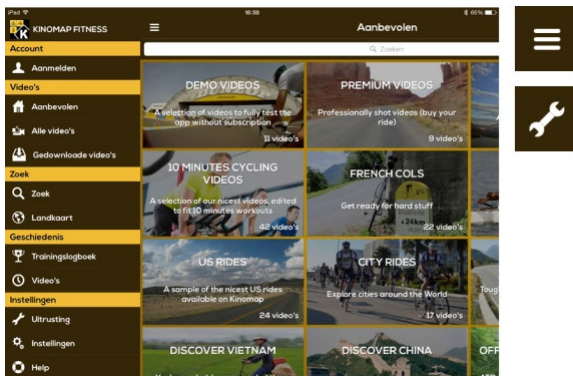 iPad
16:50
66%
KINOMAP FITNESS
Aanbevolen
Account
Zoeken
Aanmelden
Video's
Aanbevolen
Alle video's
Gedownloade video's
Zoek
Zoek
Landkaart
Geschiedenis
Trainingslogboek
Video's
Instellingen
Uitrusting
Instellingen
Help
DEMO VIDEOS
A selection of videos to fully test the
app without subscription
11 video's
PREMIUM VIDEOS
Professionally shot videos (buy your
ride)
9 video's
10 MINUTES CYCLING
VIDEOS
A selection of our nicest videos, edited
to fit 10 minutes workouts
42 video's
FRENCH COLS
Get ready for hard stuff
22 video's
US RIDES
A sample of the nicest US rides
available on Kinomap
24 video's
CITY RIDES
Explore cities around the World
17 video's
Toug
DISCOVER VIETNAM
DISCOVER CHINA
OFF